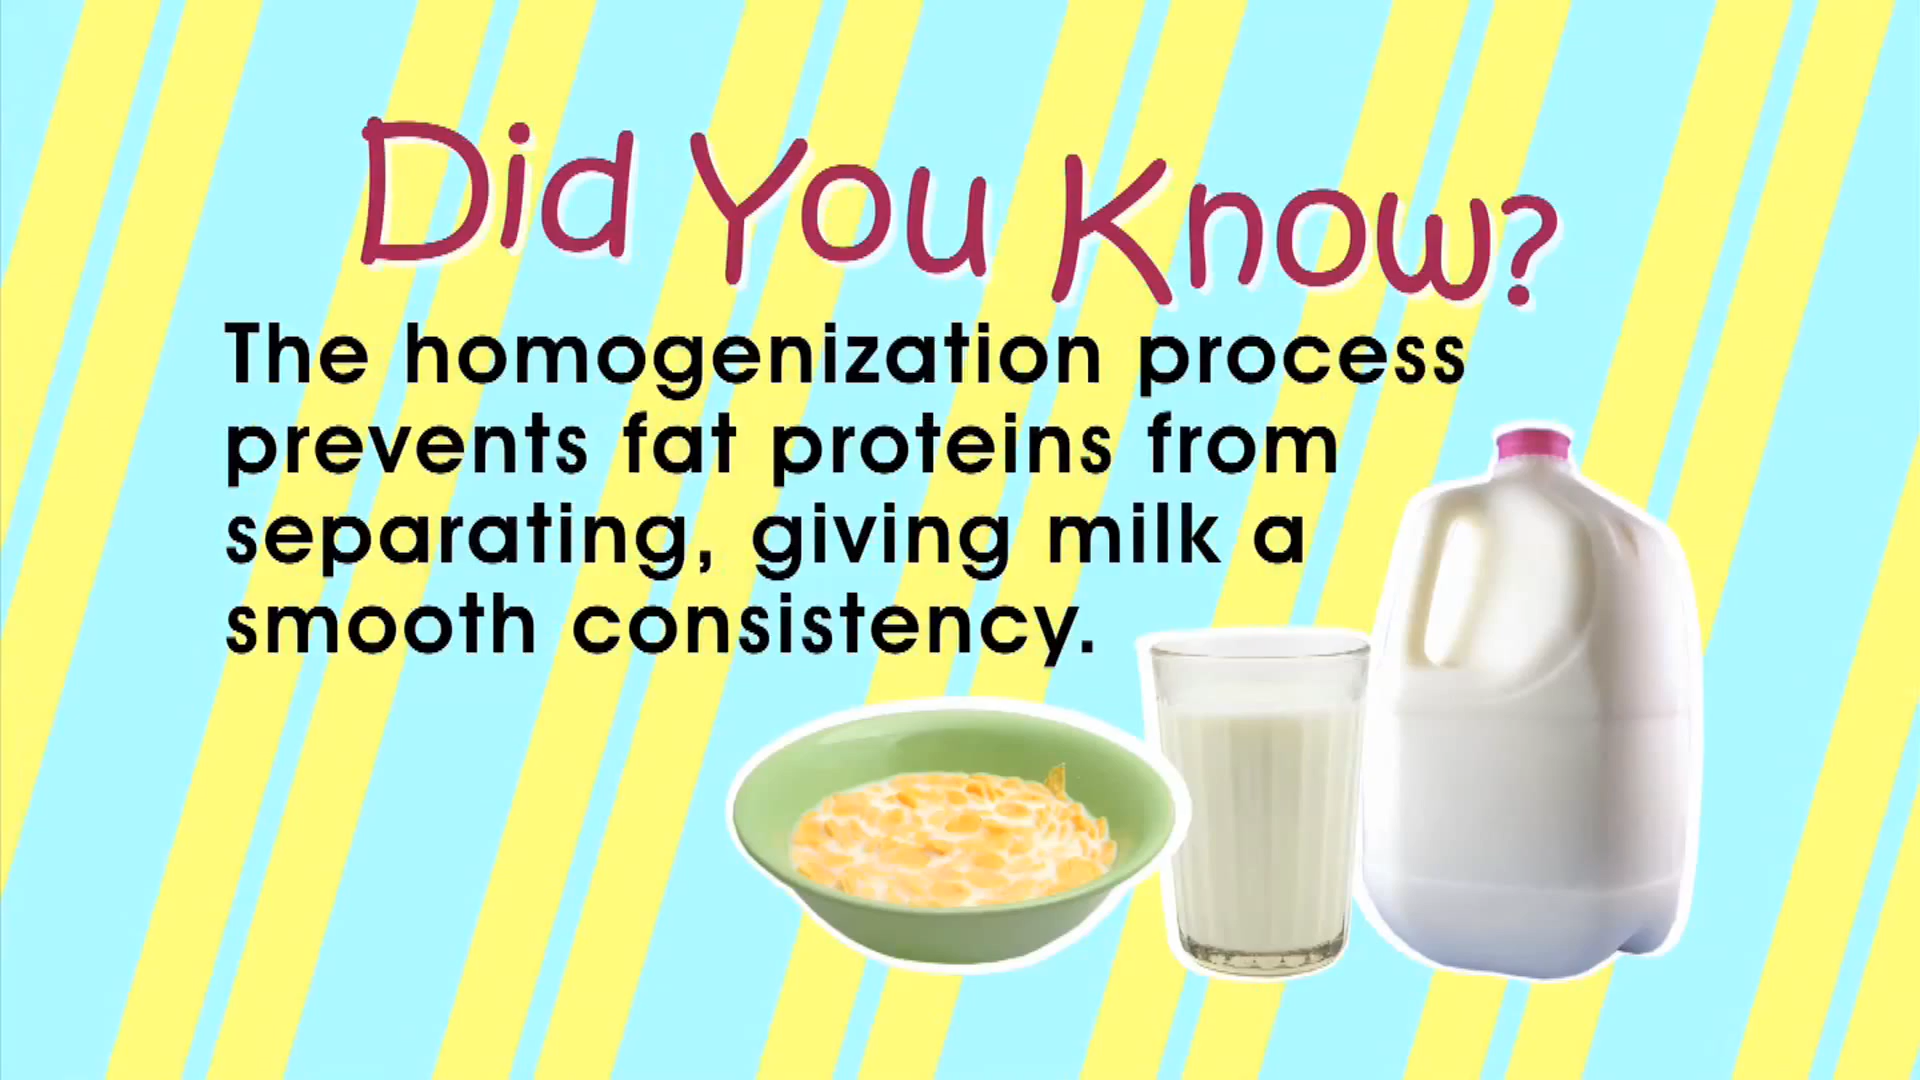 Did You Know?
The homogenization process
prevents fat proteins from
separating, giving milk a
smooth consistency.